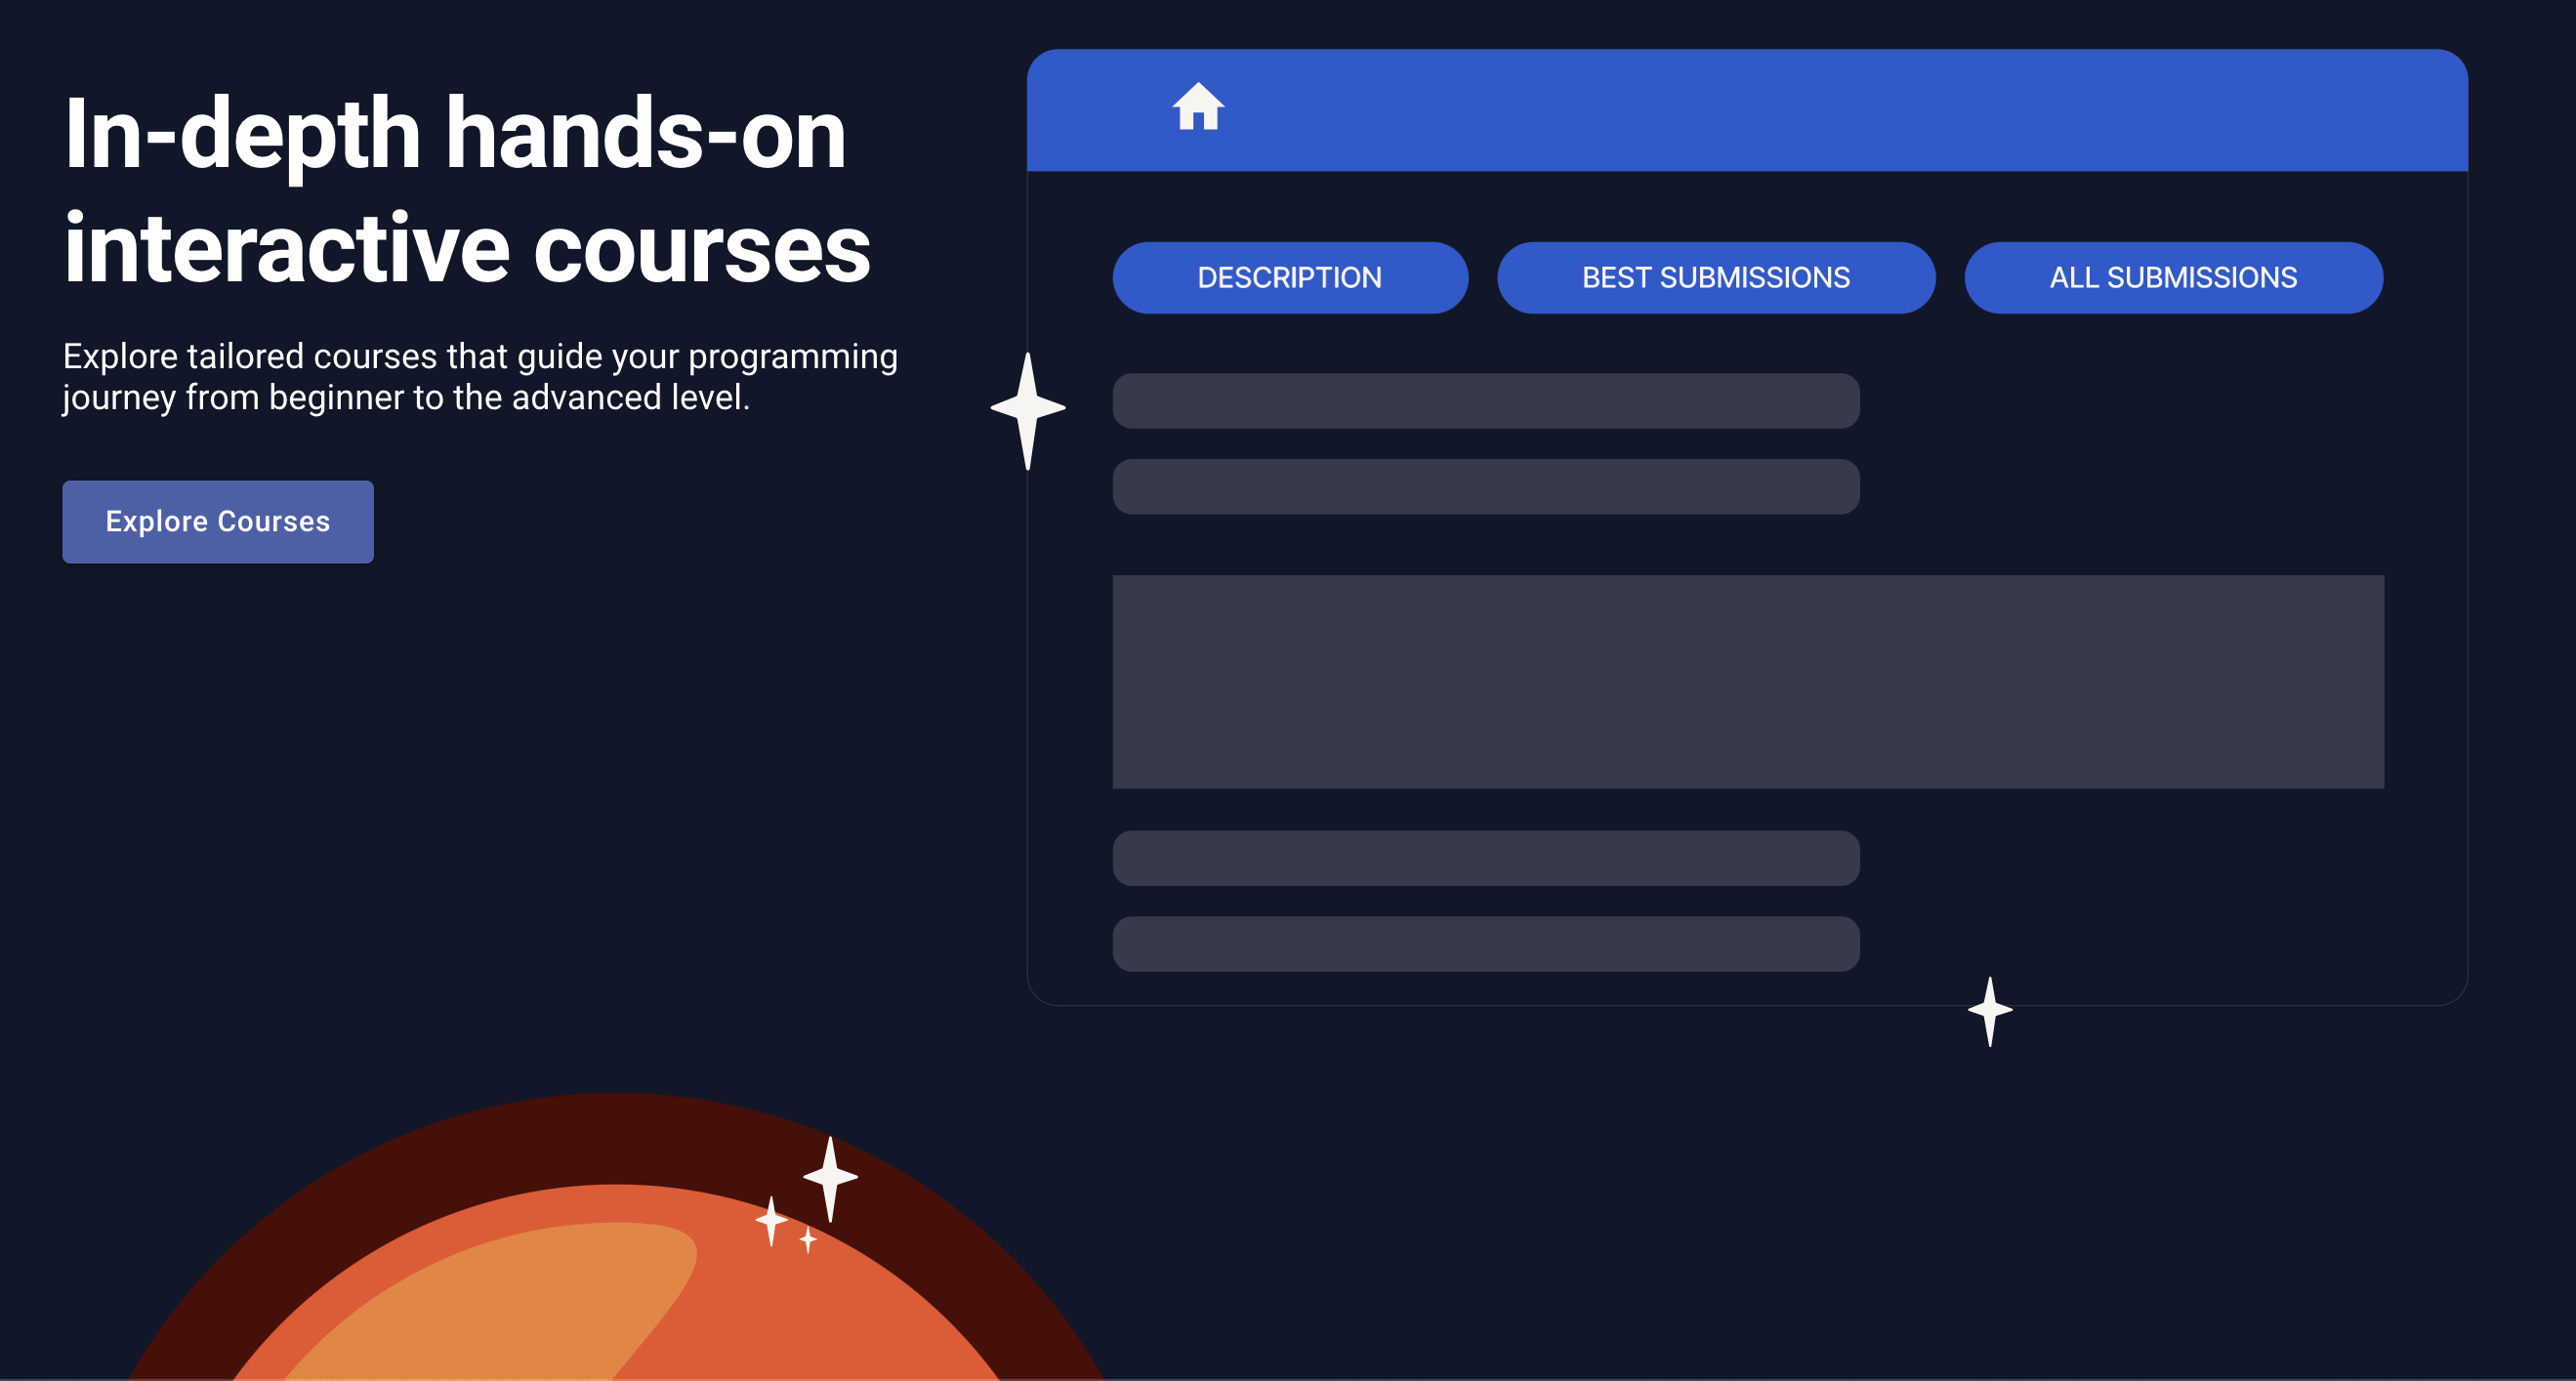 In-depth hands-on
interactive courses
Explore tailored courses that guide your programming
journey from beginner to the advanced level.
Explore Courses
DESCRIPTION
BEST SUBMISSIONS
ALL SUBMISSIONS